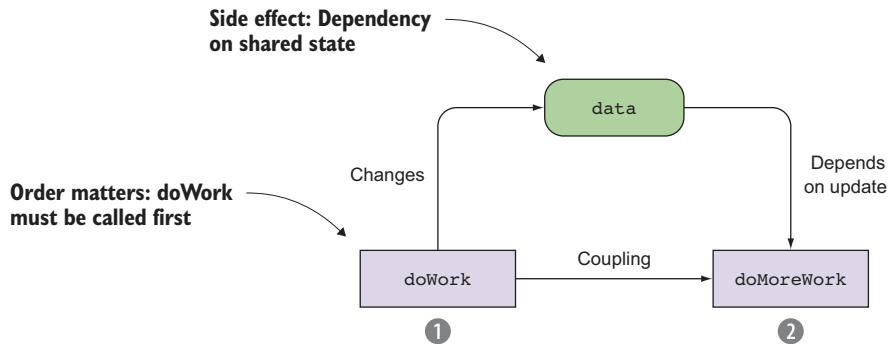 Side effect: Dependency
on shared state
data
Changes
Depends
on update
Order matters: doWork
must be called first
Coupling
doWork
doMoreWork
1
2